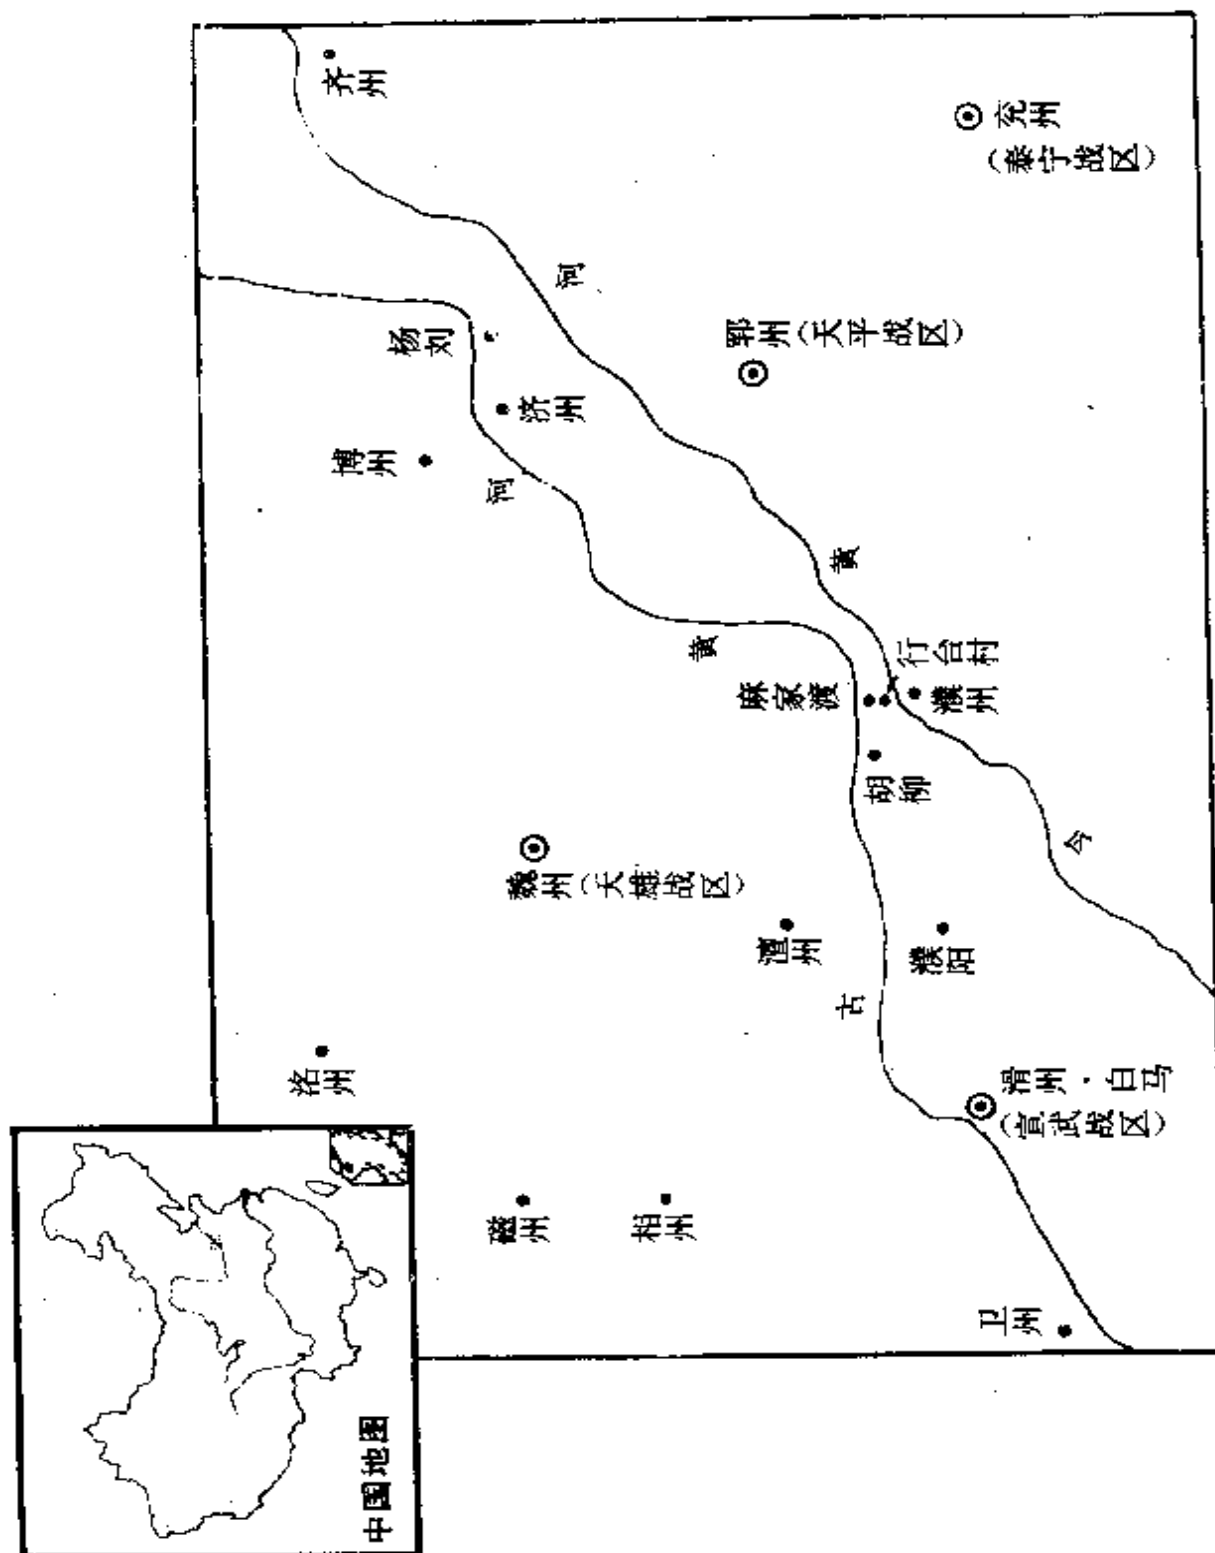 齐州
兖州
(泰宁战区)
河
杨刘
郓州(天平战区)
济州
博州
河
黄
黄
行台村
麻家渡
濮州
胡柳
今
魏州(天雄战区)
澶州
濮阳
古
洺州
滑州·白马
(宣武战区)
磁州
相州
卫州
中国地图